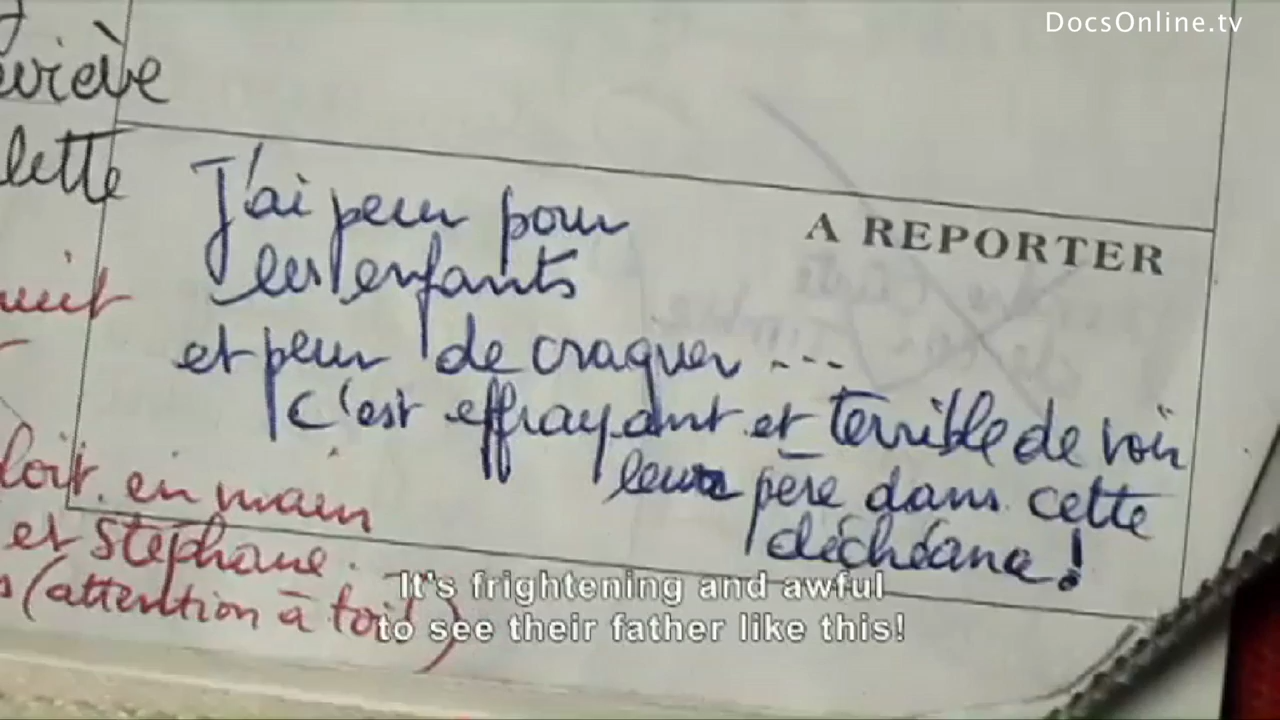 DocsOnline.tv
lette
A REPORTER
J'ai peur pour
les enfants
et peur de craquer ...
C'est effrayant et terrible de voir
leur père dans cette
déchéance !
en main
et Stéphane.
(attention à toi !)
It's frightening and awful
to see their father like this!